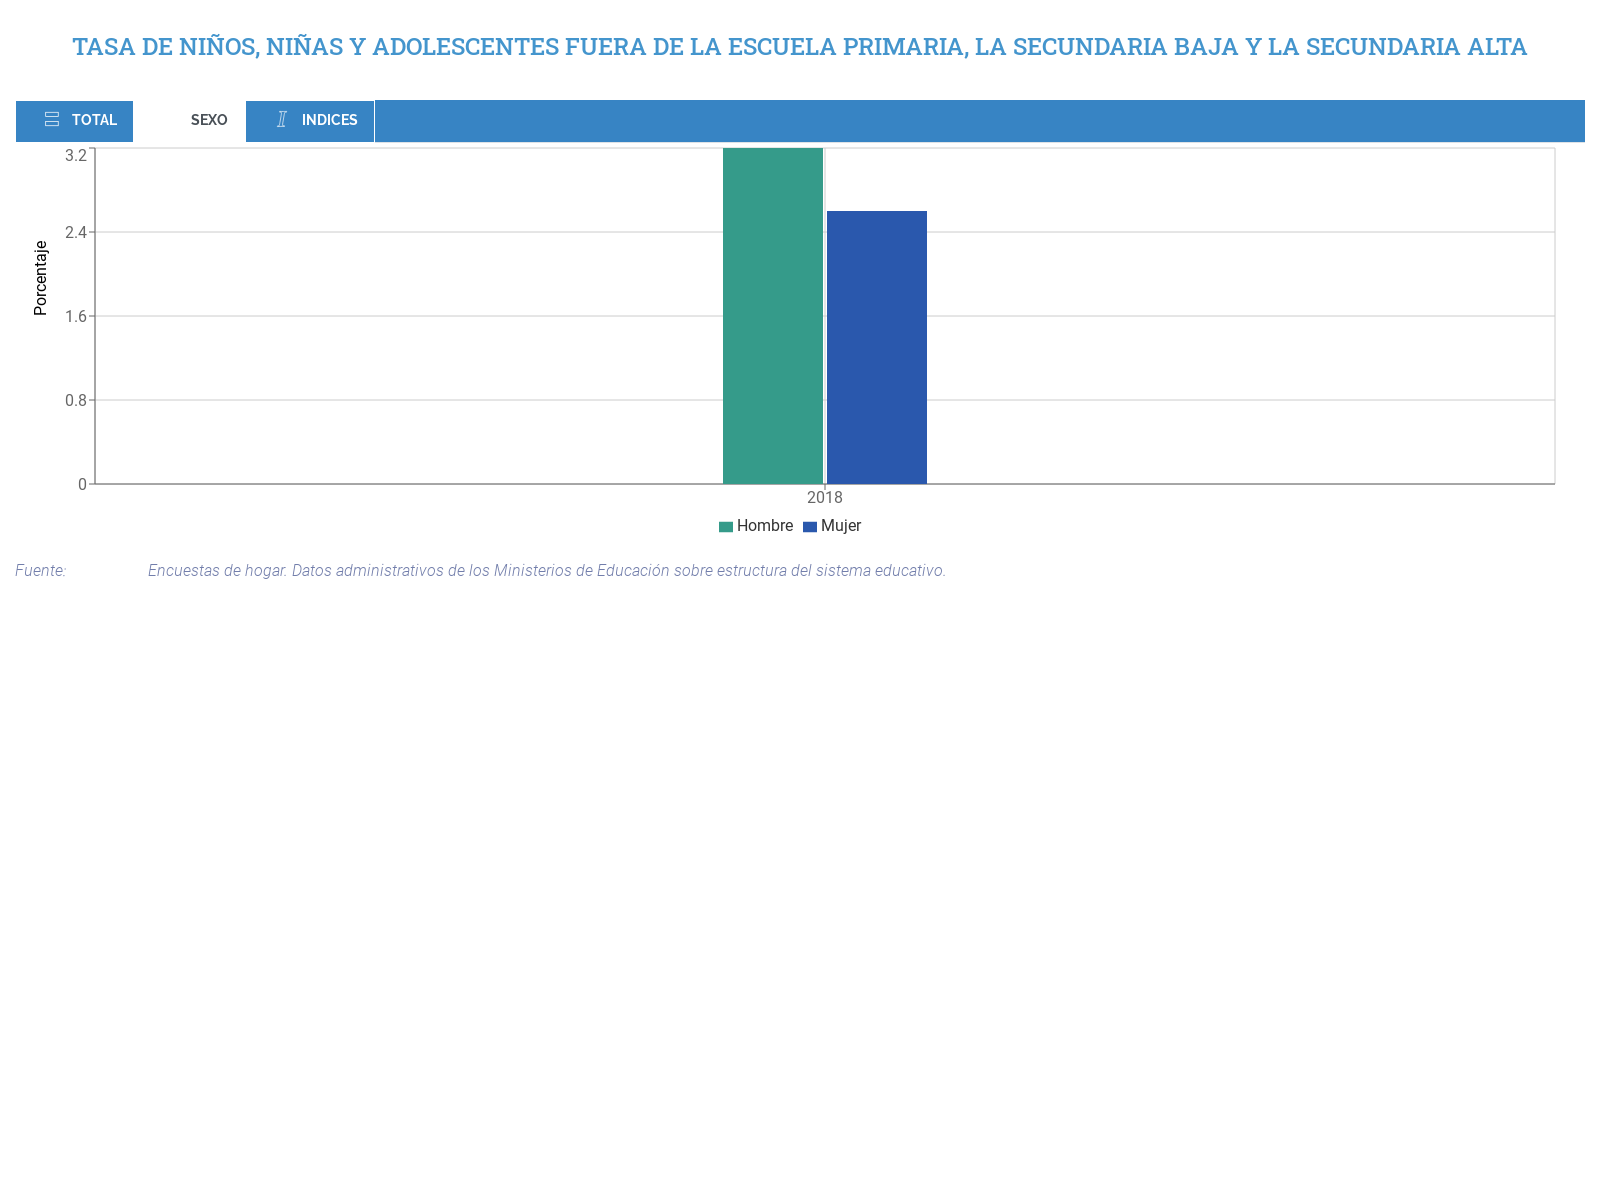 TASA DE NIÑOS, NIÑAS Y ADOLESCENTES FUERA DE LA ESCUELA PRIMARIA, LA SECUNDARIA BAJA Y LA SECUNDARIA ALTA
TOTAL SEXO INDICES
3.2
2.4
1.6
0.8
0
Porcentaje
2018
Hombre Mujer
Fuente: Encuestas de hogar. Datos administrativos de los Ministerios de Educación sobre estructura del sistema educativo.